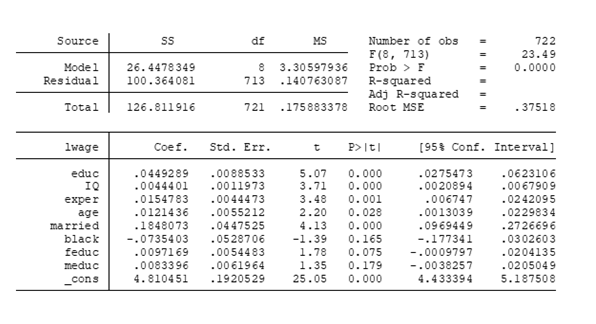 Source SS df MS Number of obs = 722
F(8, 713) = 23.49
Model 26.4478349 8 3.30597936 Prob > F = 0.0000
Residual 100.364081 713 .140763087 R-squared =
Adj R-squared =
Total 126.811916 721 .175883378 Root MSE = .37518
lwage Coef. Std. Err. t P>|t| [95% Conf. Interval]
educ .0449289 .0088533 5.07 0.000 .0275473 .0623106
IQ .0044401 .0011973 3.71 0.000 .0020894 .0067909
exper .0154783 .0044473 3.48 0.001 .006747 .0242095
age .0121436 .0055212 2.20 0.028 .0013039 .0229834
married .1848073 .0447525 4.13 0.000 .0969449 .2726696
black -.0735403 .0528706 -1.39 0.165 -.177341 .0302603
feduc .0097169 .0054483 1.78 0.075 -.0009797 .0204135
meduc .0083396 .0061964 1.35 0.179 -.0038257 .0205049
_cons 4.810451 .1920529 25.05 0.000 4.433394 5.187508